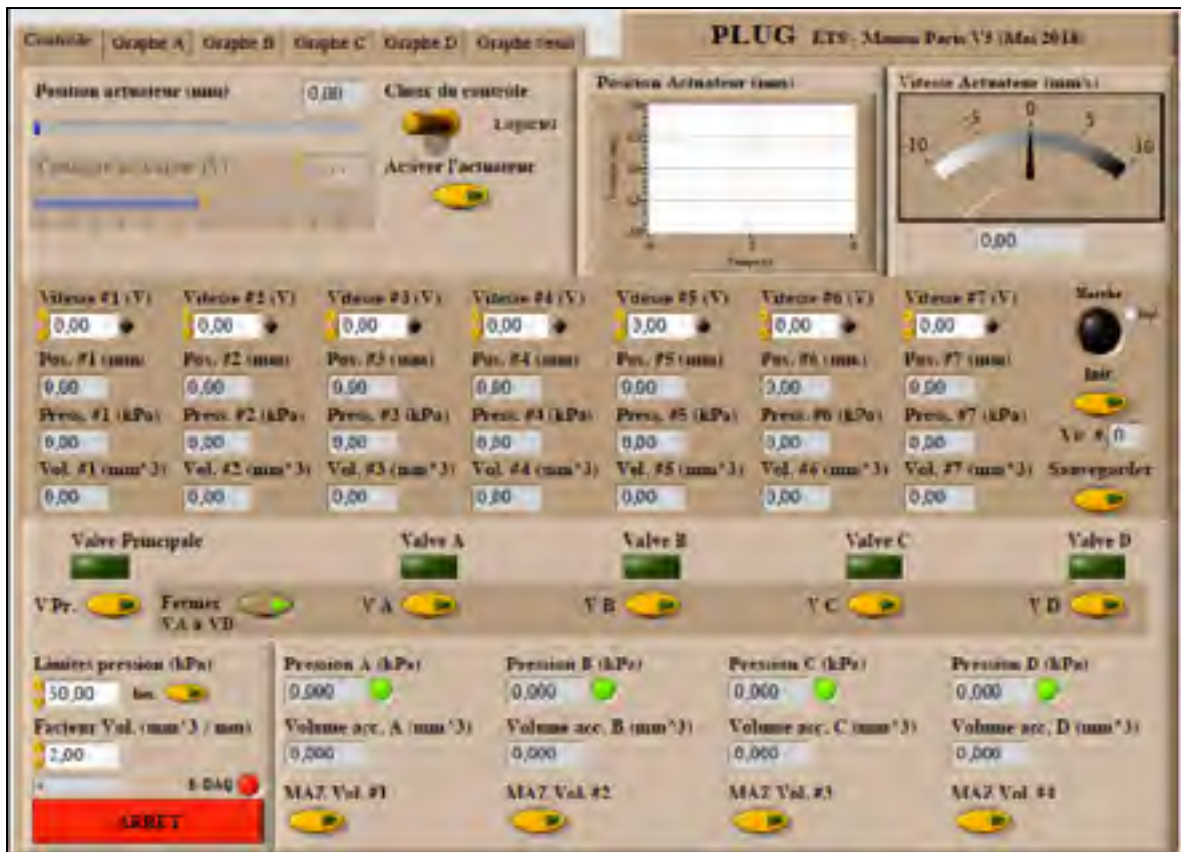 Contrôle Graphe A Graphe B Graphe C Graphe D
PLUG ETS - Manna Paris V5 (Mai 2014)
Position actuateur (mm) 0,00 Choix du contrôle
Logiciel
Activer l'actuateur
Position Actuateur (mm)
Vitesse Actuateur (mm/s)
-10 -5 0 5 10
0,00
Vitesse #1 (V) Vitesse #2 (V) Vitesse #3 (V) Vitesse #4 (V) Vitesse #5 (V) Vitesse #6 (V) Vitesse #7 (V) Marche
0,00 0,00 0,00 0,00 0,00 0,00 0,00
Pos. #1 (mm) Pos. #2 (mm) Pos. #3 (mm) Pos. #4 (mm) Pos. #5 (mm) Pos. #6 (mm) Pos. #7 (mm) Init.
0,00 0,00 0,00 0,00 0,00 0,00 0,00
Press. #1 (kPa) Press. #2 (kPa) Press. #3 (kPa) Press. #4 (kPa) Press. #5 (kPa) Press. #6 (kPa) Press. #7 (kPa)
0,00 0,00 0,00 0,00 0,00 0,00 0,00 0
Vol. #1 (mm^3) Vol. #2 (mm^3) Vol. #3 (mm^3) Vol. #4 (mm^3) Vol. #5 (mm^3) Vol. #6 (mm^3) Vol. #7 (mm^3) Sauvegarder
0,00 0,00 0,00 0,00 0,00 0,00 0,00
Valve Principale Valve A Valve B Valve C Valve D
V Pr. Fermer V A V B V C V D
VA à VD
Limites pression (kPa) Pression A (kPa) Pression B (kPa) Pression C (kPa) Pression D (kPa)
50,00 0,000 0,000 0,000 0,000
Facteur Vol. (mm^3 / mm) Volume acc. A (mm^3) Volume acc. B (mm^3) Volume acc. C (mm^3) Volume acc. D (mm^3)
2,00 0,000 0,000 0,000 0,000
MAZ Vol. #1 MAZ Vol. #2 MAZ Vol. #3 MAZ Vol. #4
ARRET